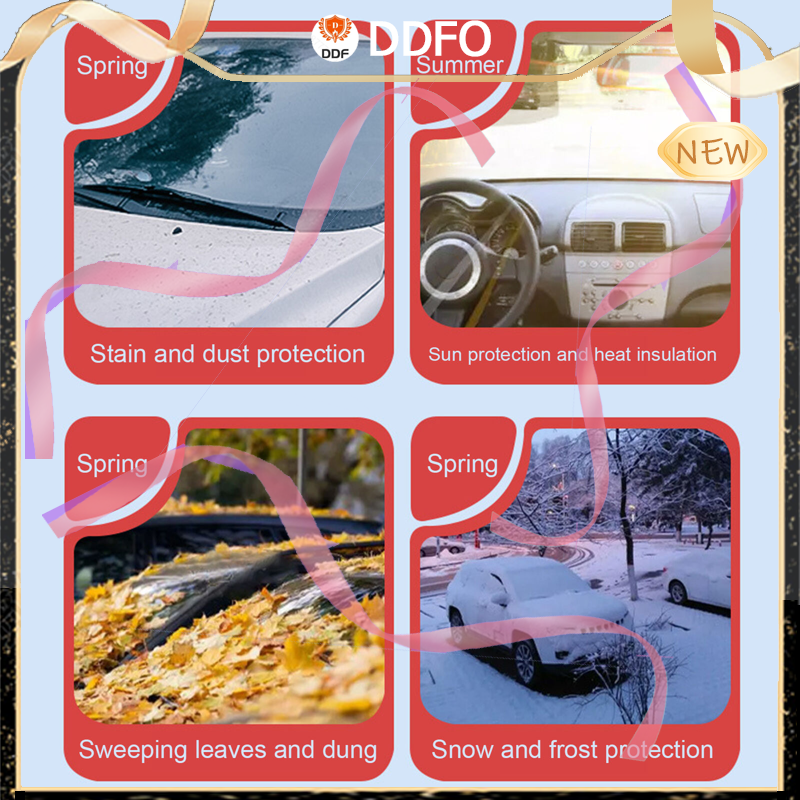 DDF
DDFO
Spring
Summer
NEW
Stain and dust protection
Sun protection and heat insulation
Spring
Spring
Sweeping leaves and dung
Snow and frost protection